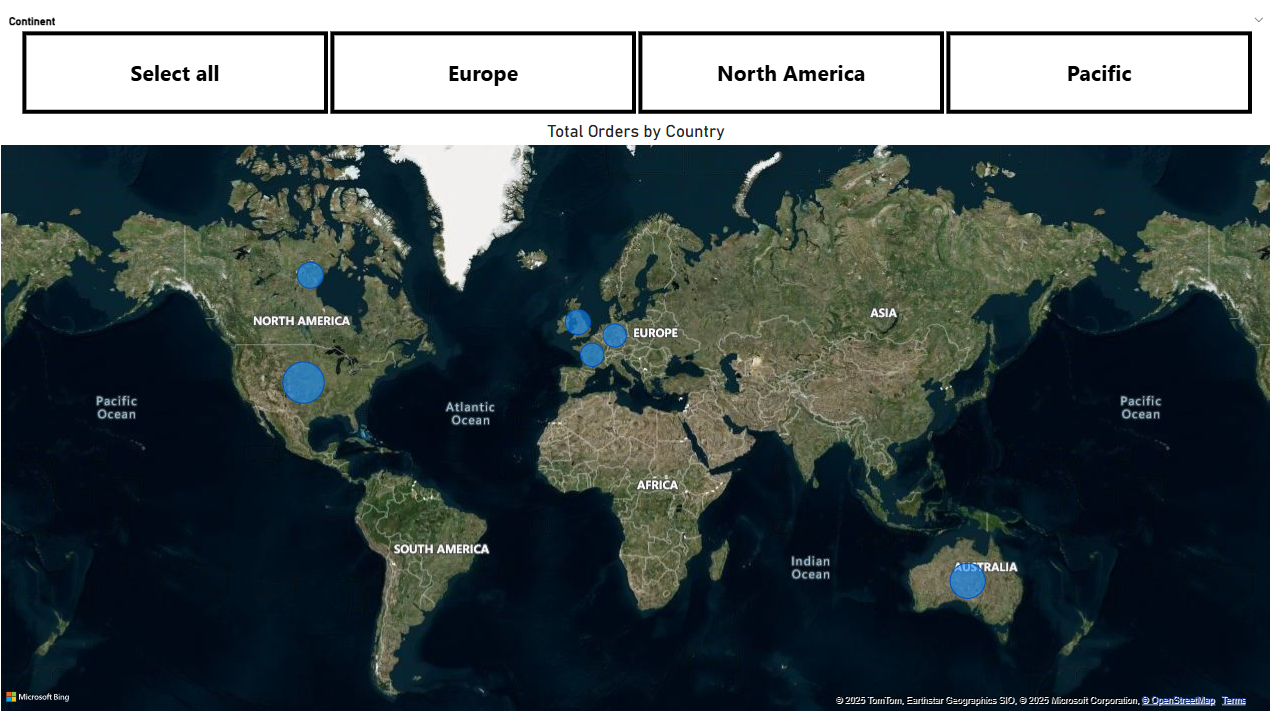 Continent
Select all
Europe
North America
Pacific
Total Orders by Country
NORTH AMERICA
EUROPE
ASIA
Pacific
Ocean
Atlantic
Ocean
Pacific
Ocean
AFRICA
SOUTH AMERICA
Indian
Ocean
AUSTRALIA
Microsoft Bing
© 2025 TomTom, Earthstar Geographics SIO, © 2025 Microsoft Corporation, © OpenStreetMap Terms